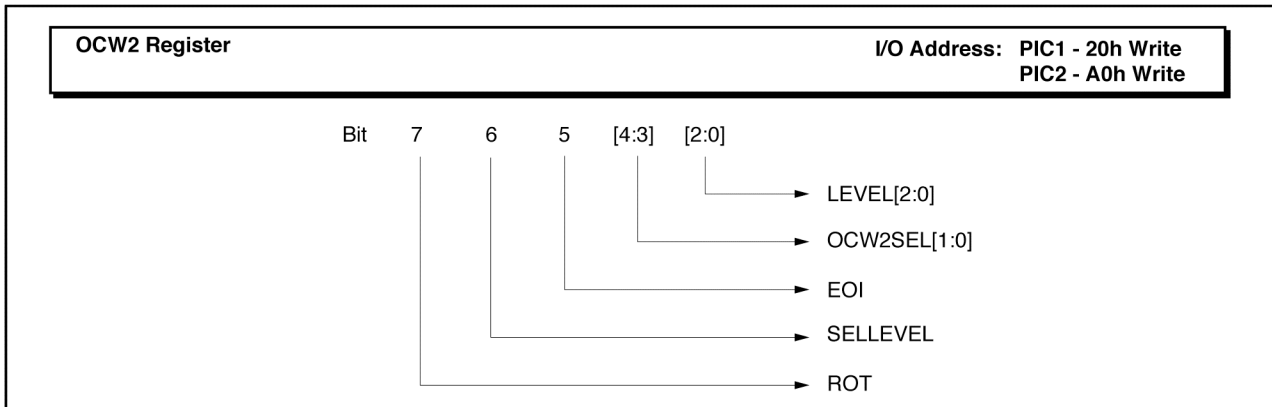 OCW2 Register
I/O Address: PIC1 - 20h Write
PIC2 - A0h Write
Bit 7 6 5 [4:3] [2:0]
LEVEL[2:0]
OCW2SEL[1:0]
EOI
SELLEVEL
ROT